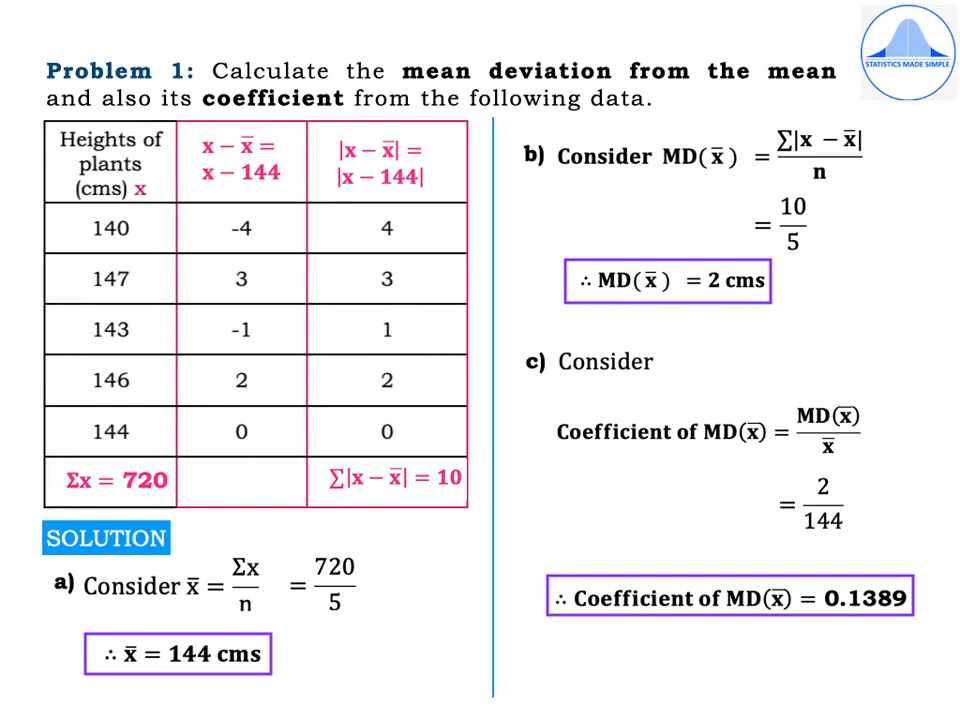 STATISTICS MADE SIMPLE
Problem 1: Calculate the mean deviation from the mean
and also its coefficient from the following data.
Heights of plants (cms) x | x − x̄ = x − 144 | |x − x̄| = |x − 144|
140 | -4 | 4
147 | 3 | 3
143 | -1 | 1
146 | 2 | 2
144 | 0 | 0
Σx = 720 | | ∑|x − x̄| = 10
SOLUTION
a) Consider x̄ = Σx/n = 720/5
∴ x̄ = 144 cms
b) Consider MD(x̄) = ∑|x − x̄|/n
= 10/5
∴ MD(x̄) = 2 cms
c) Consider
Coefficient of MD(x̄) = MD(x̄)/x̄
= 2/144
∴ Coefficient of MD(x̄) = 0.1389